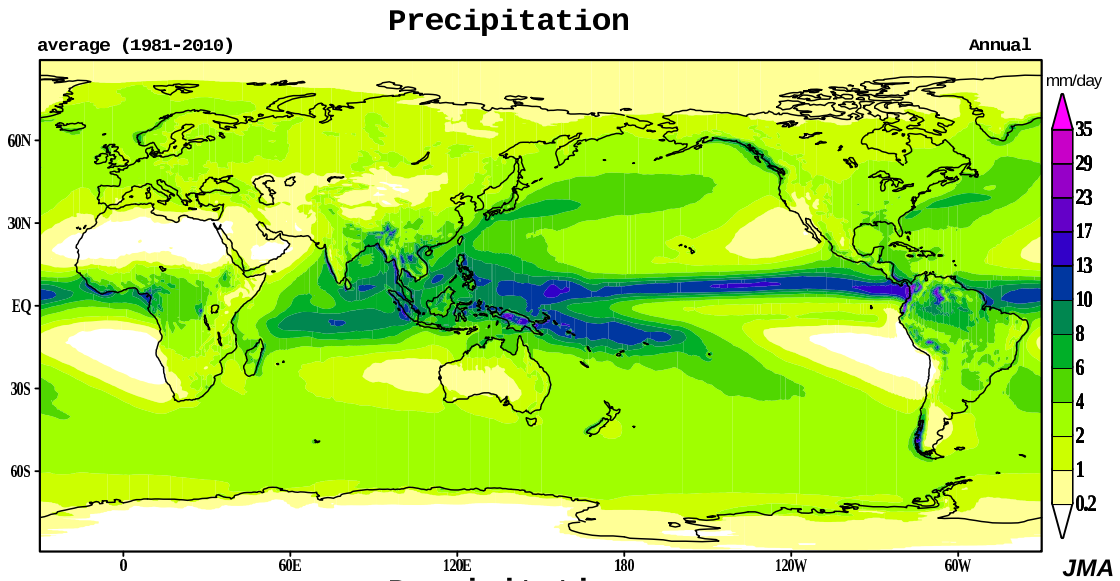 Precipitation
average (1981-2010)
Annual
mm/day
35
29
23
17
13
10
8
6
4
2
1
0.2
60N
30N
EQ
30S
60S
0
60E
120E
180
120W
60W
JMA
Precipitation